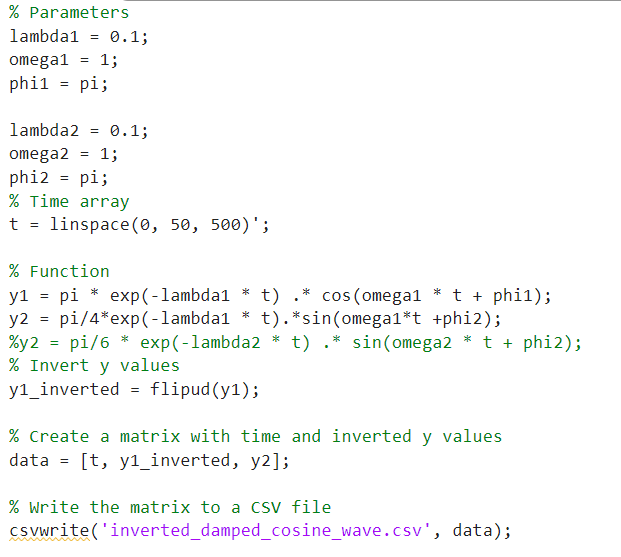 % Parameters
lambda1 = 0.1;
omega1 = 1;
phi1 = pi;
lambda2 = 0.1;
omega2 = 1;
phi2 = pi;
% Time array
t = linspace(0, 50, 500)';
% Function
y1 = pi * exp(-lambda1 * t) .* cos(omega1 * t + phi1);
y2 = pi/4*exp(-lambda1 * t).*sin(omega1*t +phi2);
%y2 = pi/6 * exp(-lambda2 * t) .* sin(omega2 * t + phi2);
% Invert y values
y1_inverted = flipud(y1);
% Create a matrix with time and inverted y values
data = [t, y1_inverted, y2];
% Write the matrix to a CSV file
csvwrite('inverted_damped_cosine_wave.csv', data);